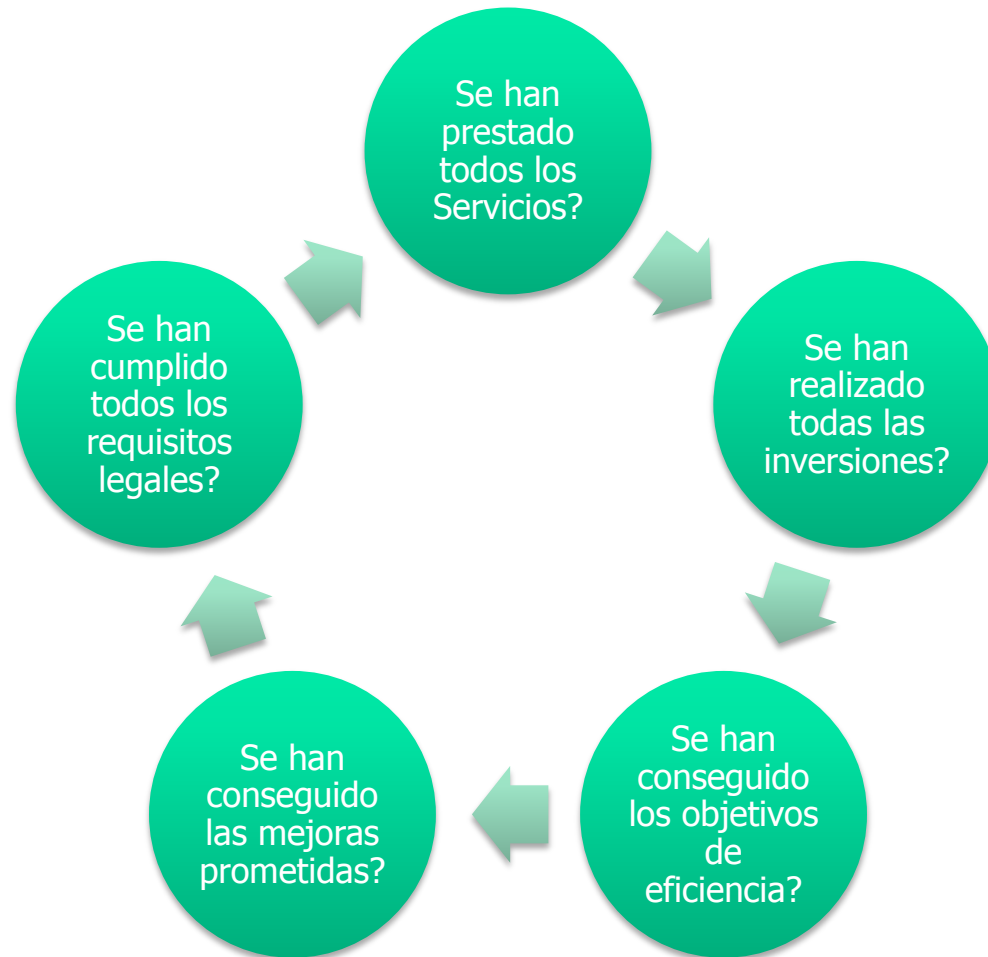 Se han
prestado
todos los
Servicios?
Se han
realizado
todas las
inversiones?
Se han
conseguido
los objetivos
de
eficiencia?
Se han
conseguido
las mejoras
prometidas?
Se han
cumplido
todos los
requisitos
legales?